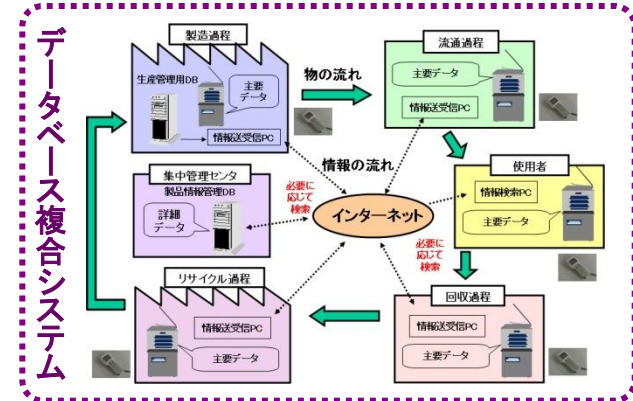 データベース複合システム
製造過程
生産管理用DB
主要
データ
情報送受信PC
物の流れ
流通過程
主要データ
情報送受信PC
情報の流れ
集中管理センタ
製品情報管理DB
詳細
データ
必要に
応じて
検索
インターネット
使用者
情報検索PC
主要データ
必要に
応じて
検索
リサイクル過程
情報送受信PC
主要データ
回収過程
情報送受信PC
主要データ